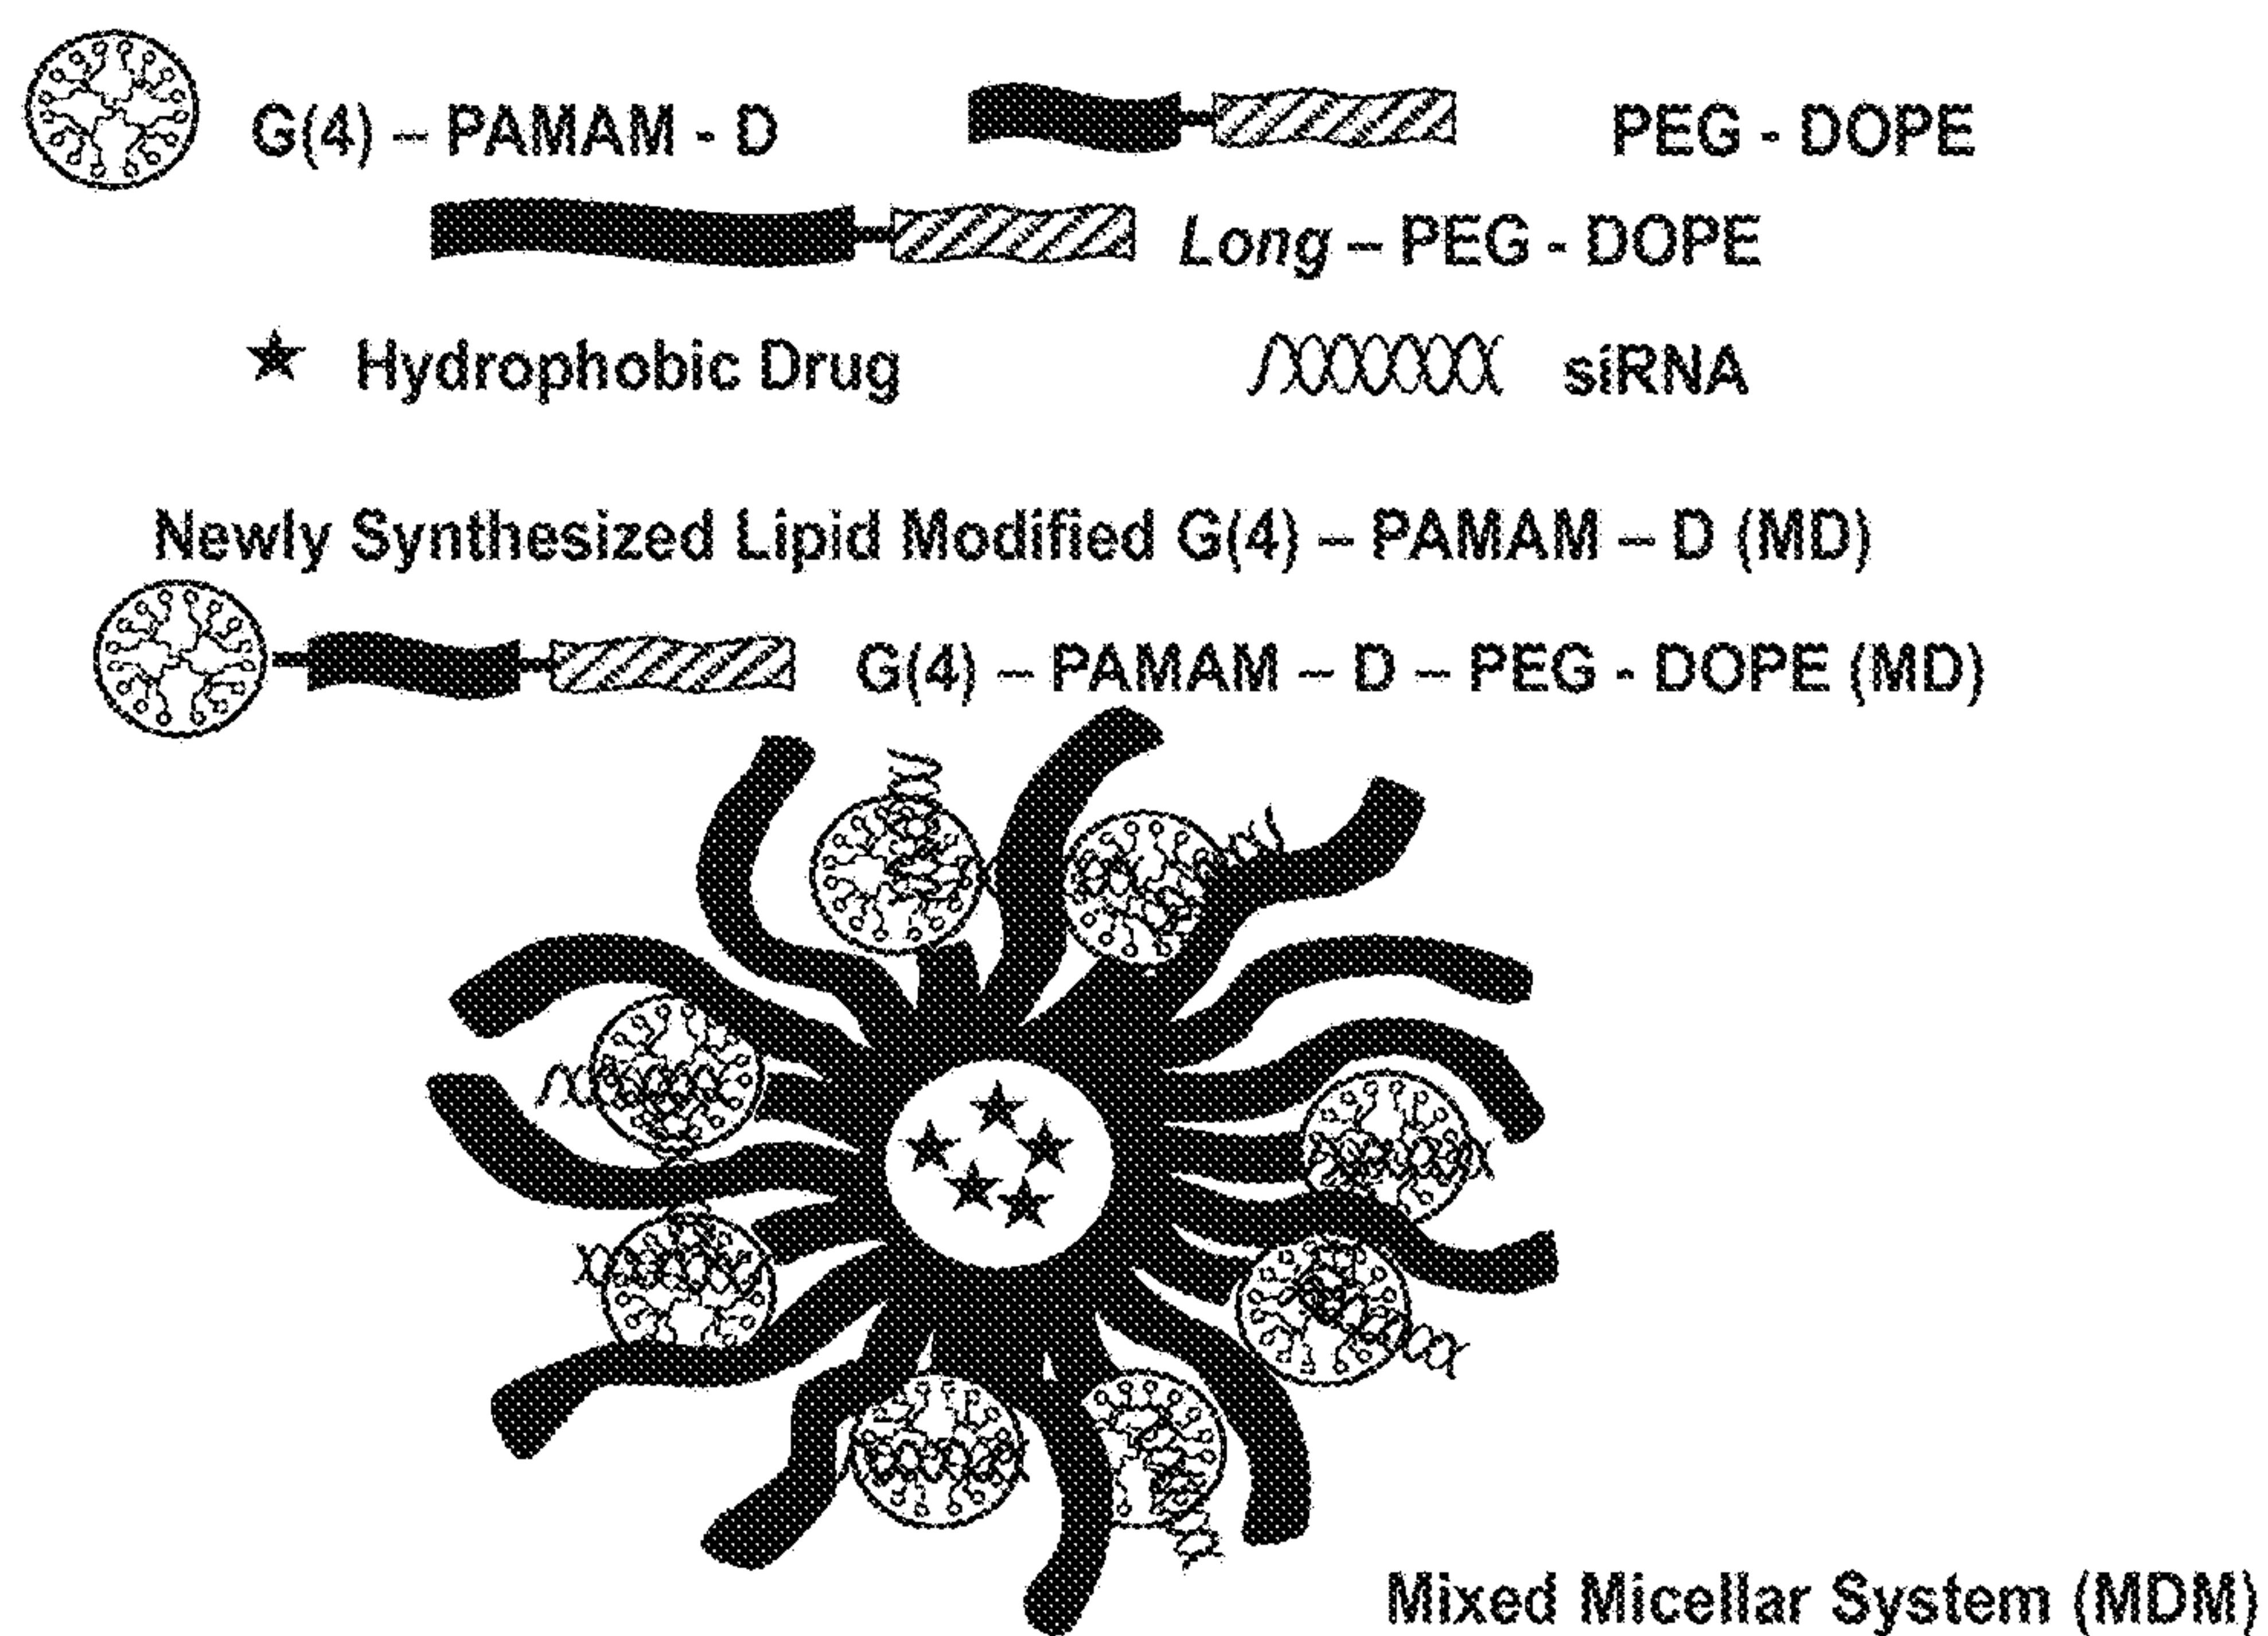 G(4) – PAMAM - D
PEG - DOPE
Long – PEG - DOPE
Hydrophobic Drug
siRNA
Newly Synthesized Lipid Modified G(4) – PAMAM – D (MD)
G(4) – PAMAM – D – PEG - DOPE (MD)
Mixed Micellar System (MDM)